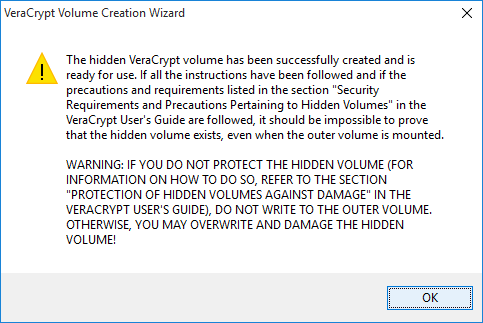 VeraCrypt Volume Creation Wizard
The hidden VeraCrypt volume has been successfully created and is
ready for use. If all the instructions have been followed and if the
precautions and requirements listed in the section "Security
Requirements and Precautions Pertaining to Hidden Volumes" in the
VeraCrypt User's Guide are followed, it should be impossible to prove
that the hidden volume exists, even when the outer volume is mounted.
WARNING: IF YOU DO NOT PROTECT THE HIDDEN VOLUME (FOR
INFORMATION ON HOW TO DO SO, REFER TO THE SECTION
"PROTECTION OF HIDDEN VOLUMES AGAINST DAMAGE" IN THE
VERACRYPT USER'S GUIDE), DO NOT WRITE TO THE OUTER VOLUME.
OTHERWISE, YOU MAY OVERWRITE AND DAMAGE THE HIDDEN
VOLUME!
OK